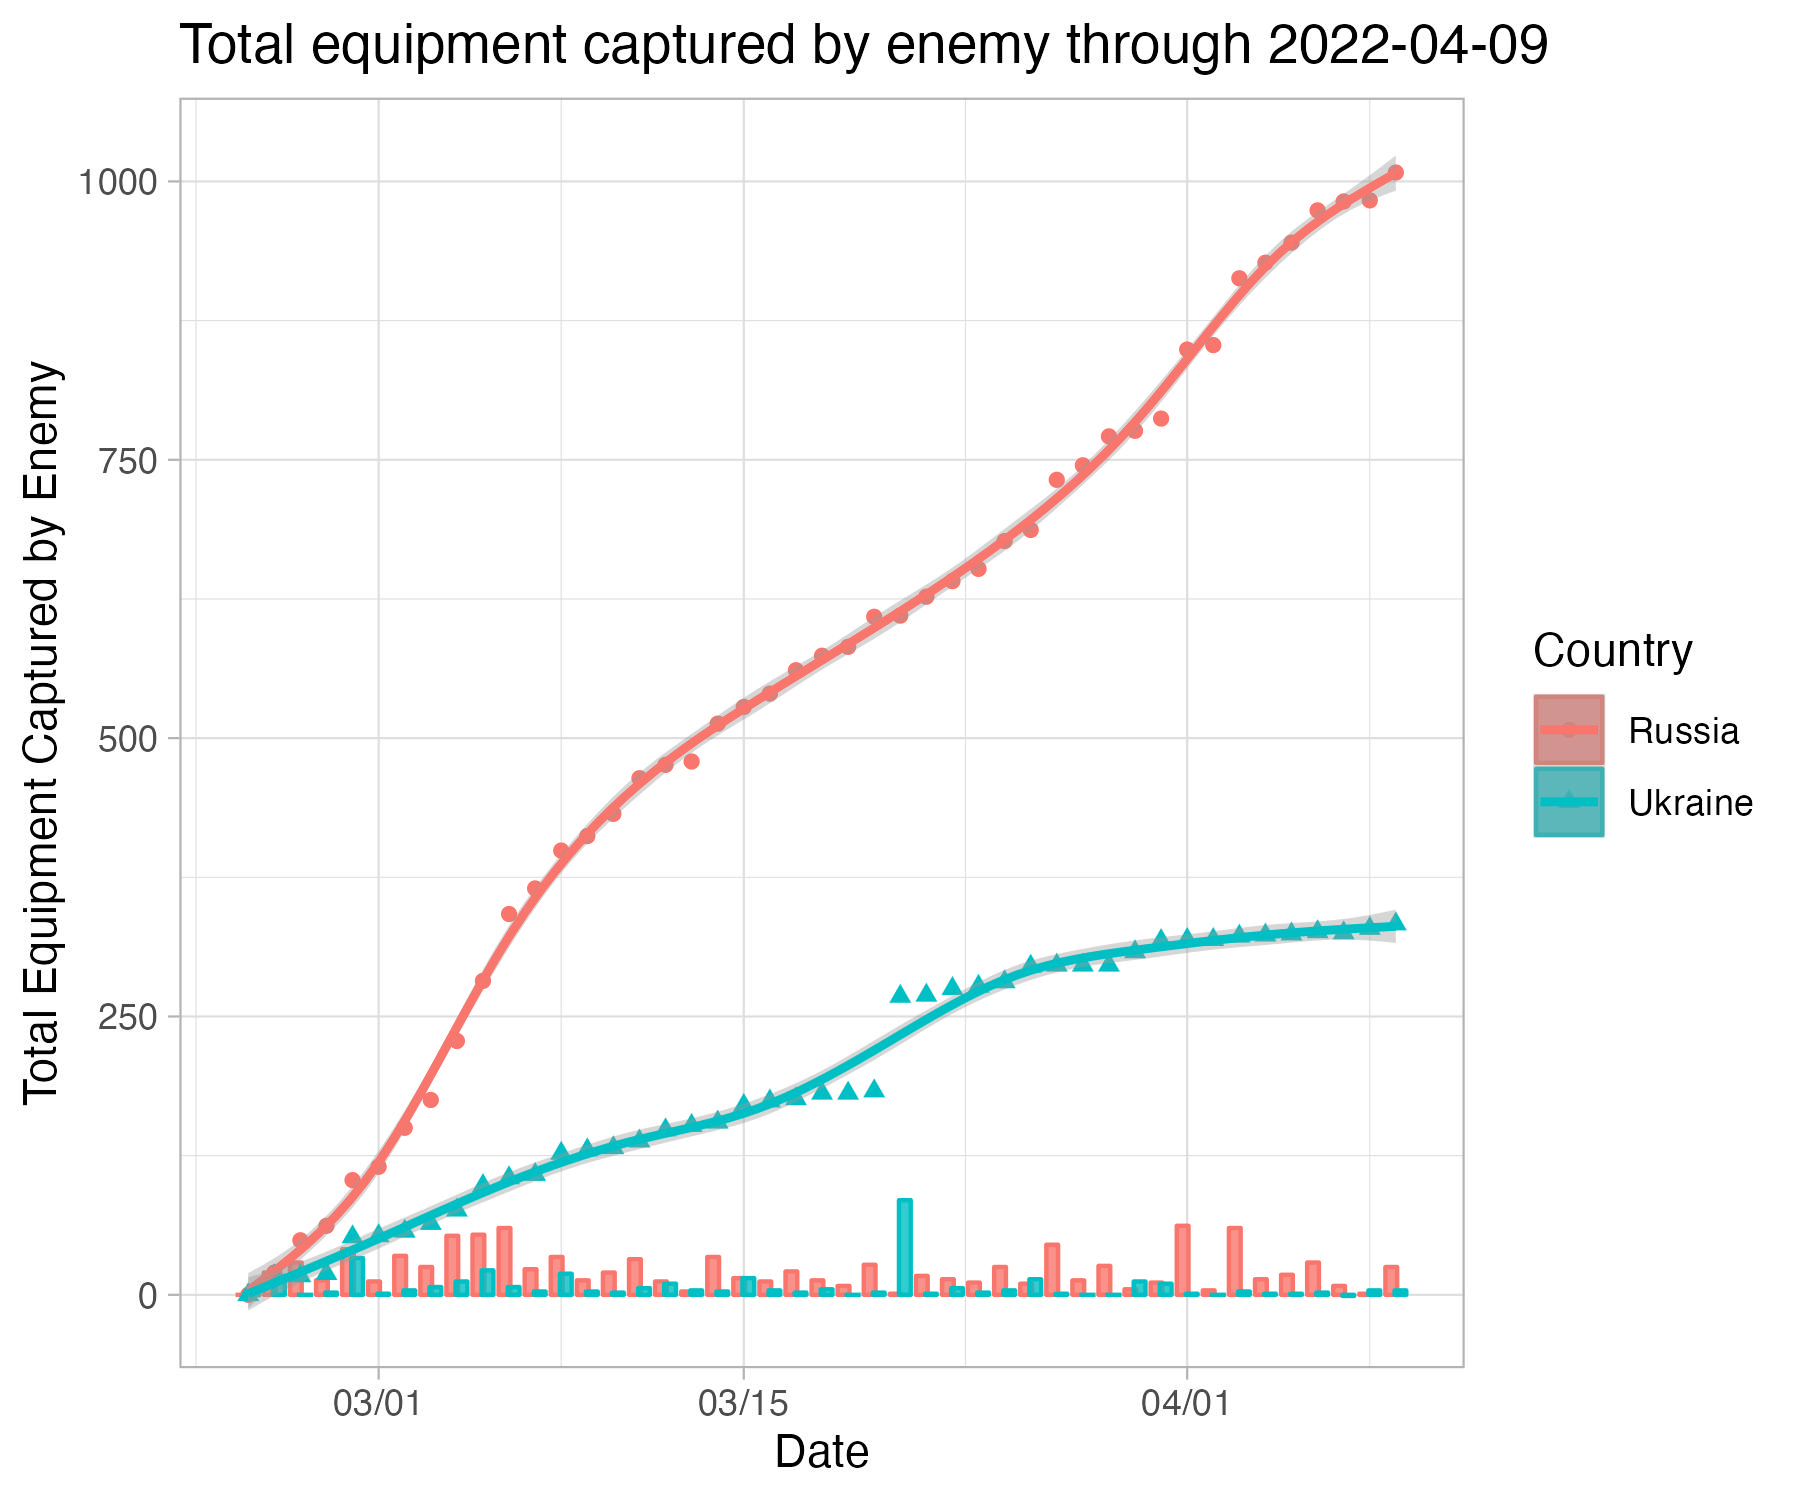 Total equipment captured by enemy through 2022-04-09
Total Equipment Captured by Enemy
1000
750
500
250
0
03/01
03/15
04/01
Date
Country
Russia
Ukraine